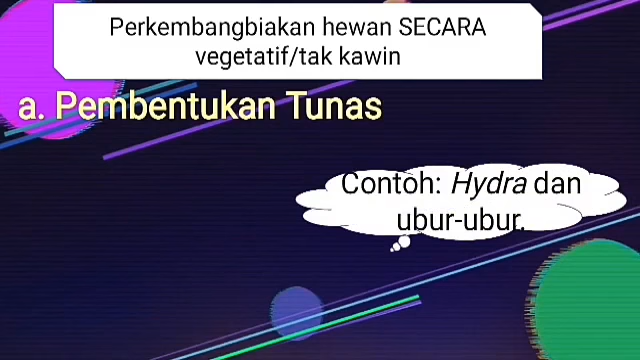 Perkembangbiakan hewan SECARA
vegetatif/tak kawin
a. Pembentukan Tunas
Contoh: Hydra dan
ubur-ubur.